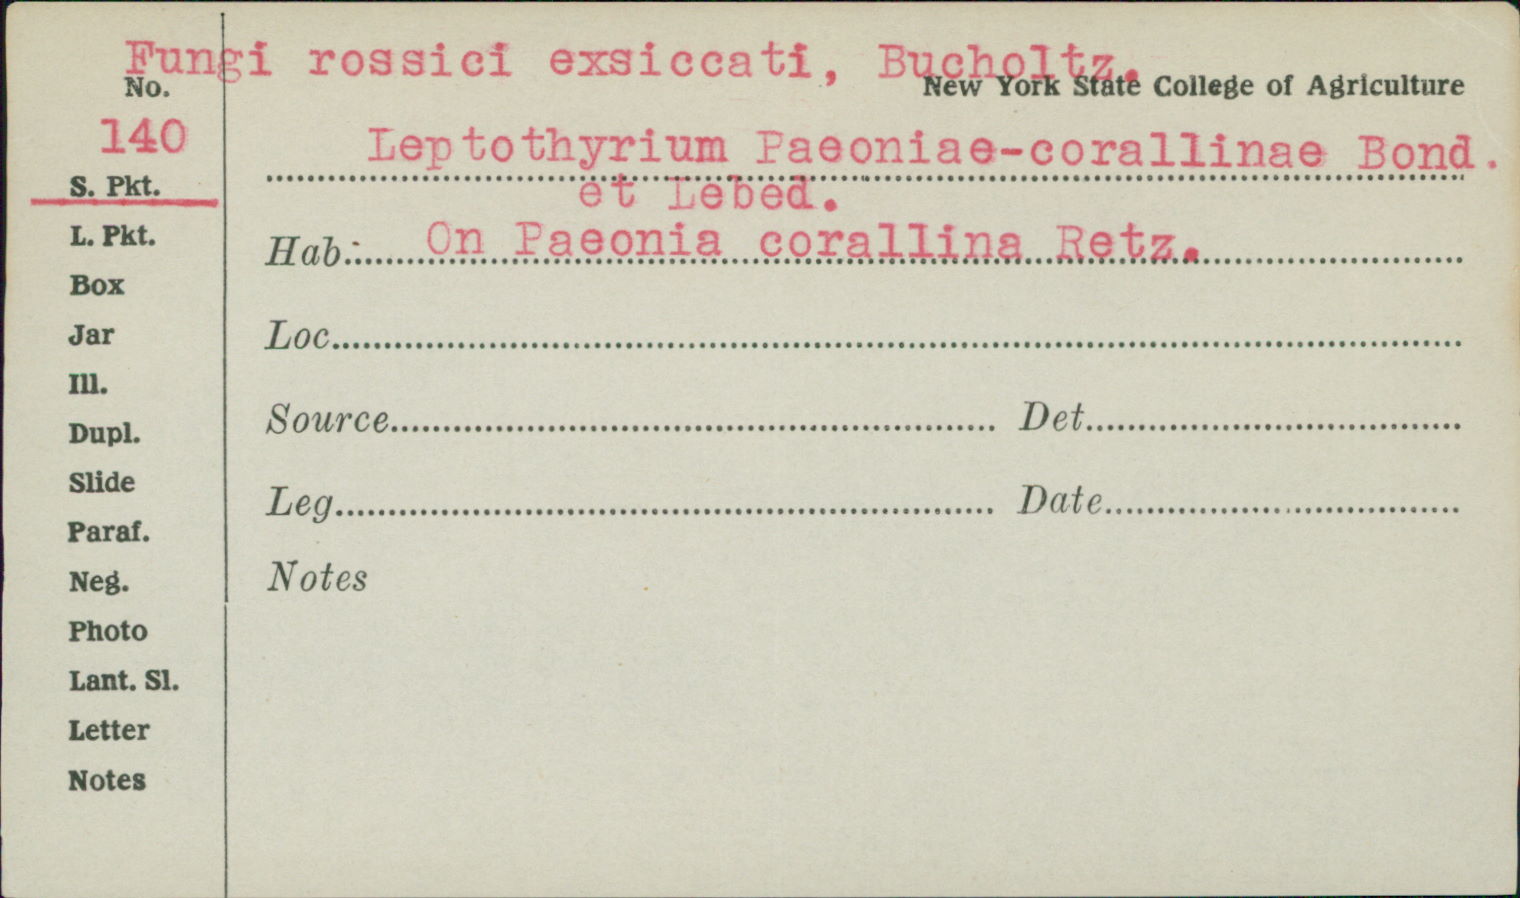 Fungi rossici exsiccati, Bucholtz.
No.
New York State College of Agriculture
140
Leptothyrium Paeoniae-corallinae Bond.
et Lebed.
S. Pkt.
L. Pkt.
Hab. On Paeonia corallina Retz.
Box
Jar
Loc.
Ill.
Dupl.
Source Det.
Slide
Leg. Date
Paraf.
Neg.
Notes
Photo
Lant. Sl.
Letter
Notes